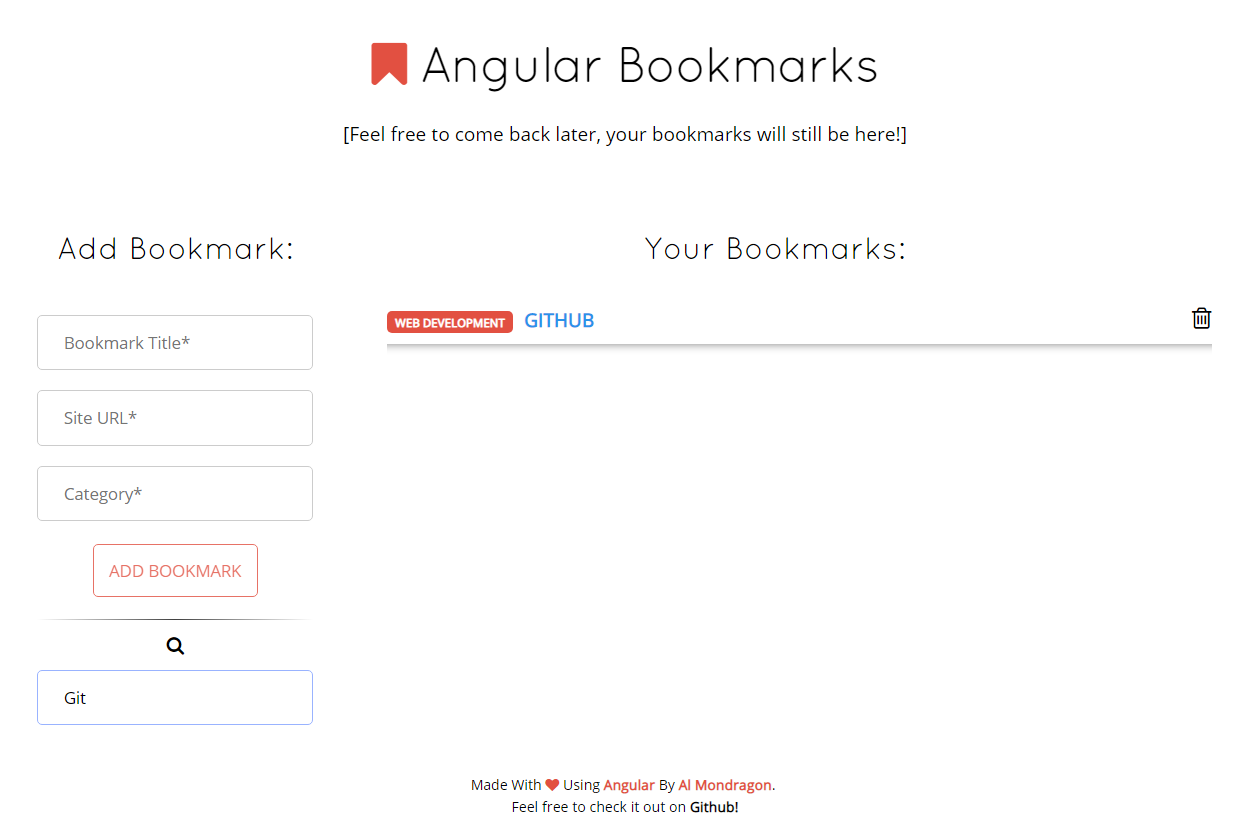 Angular Bookmarks
[Feel free to come back later, your bookmarks will still be here!]
Add Bookmark:
Bookmark Title*
Site URL*
Category*
ADD BOOKMARK
Git
Your Bookmarks:
WEB DEVELOPMENT GITHUB
Made With Using Angular By Al Mondragon.
Feel free to check it out on Github!